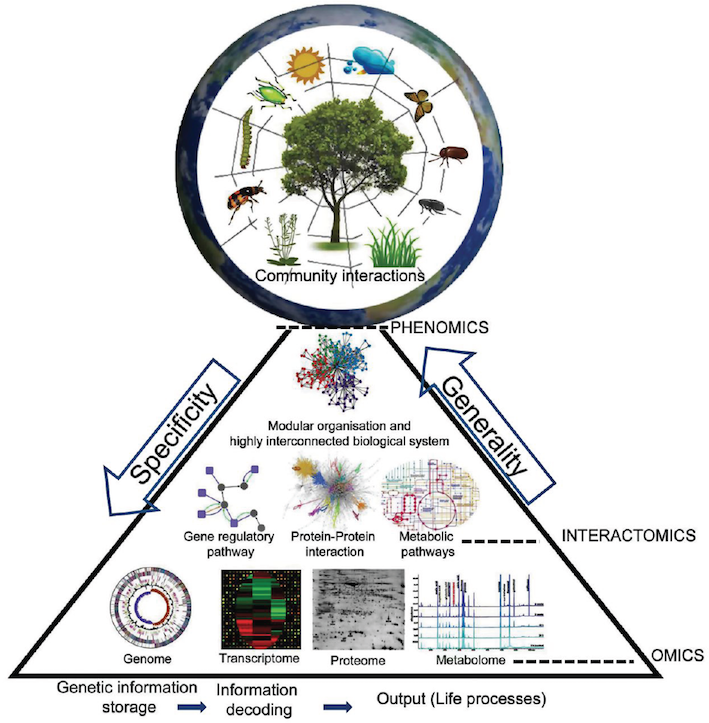 Community interactions
PHENOMICS
Specificity
Generality
Modular organisation and
highly interconnected biological system
Gene regulatory
pathway
Protein-Protein
interaction
Metabolic
pathways
INTERACTOMICS
Genome
Transcriptome
Proteome
Metabolome
OMICS
Genetic information
storage
Information
decoding
Output (Life processes)